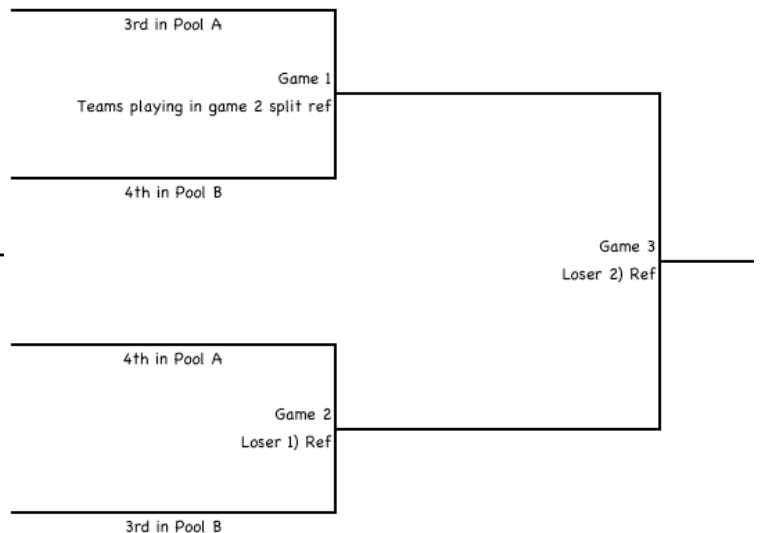 3rd in Pool A
Game 1
Teams playing in game 2 split ref
4th in Pool B
Game 3
Loser 2) Ref
4th in Pool A
Game 2
Loser 1) Ref
3rd in Pool B